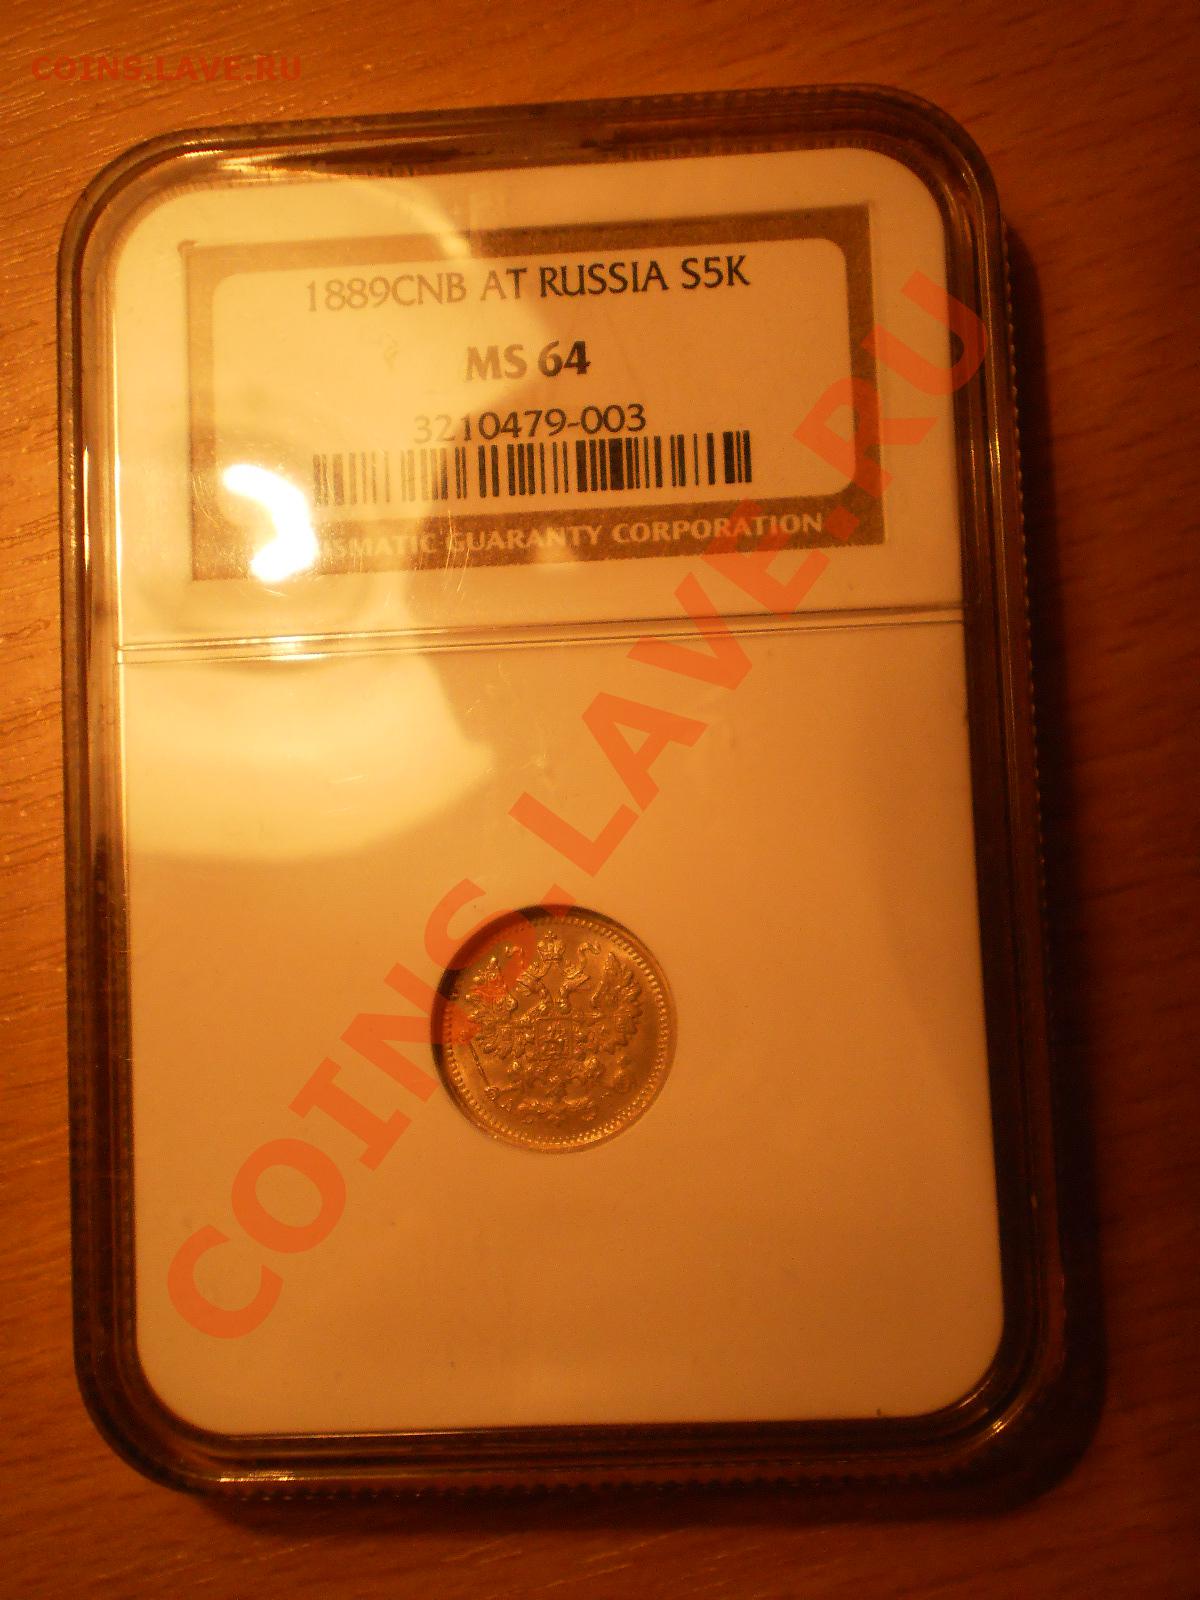 COINS.LAVE.RU
1889CNB AT RUSSIA S5K
MS 64
3210479-003
GUARANTY CORPORATION
COINS.LAVE.RU